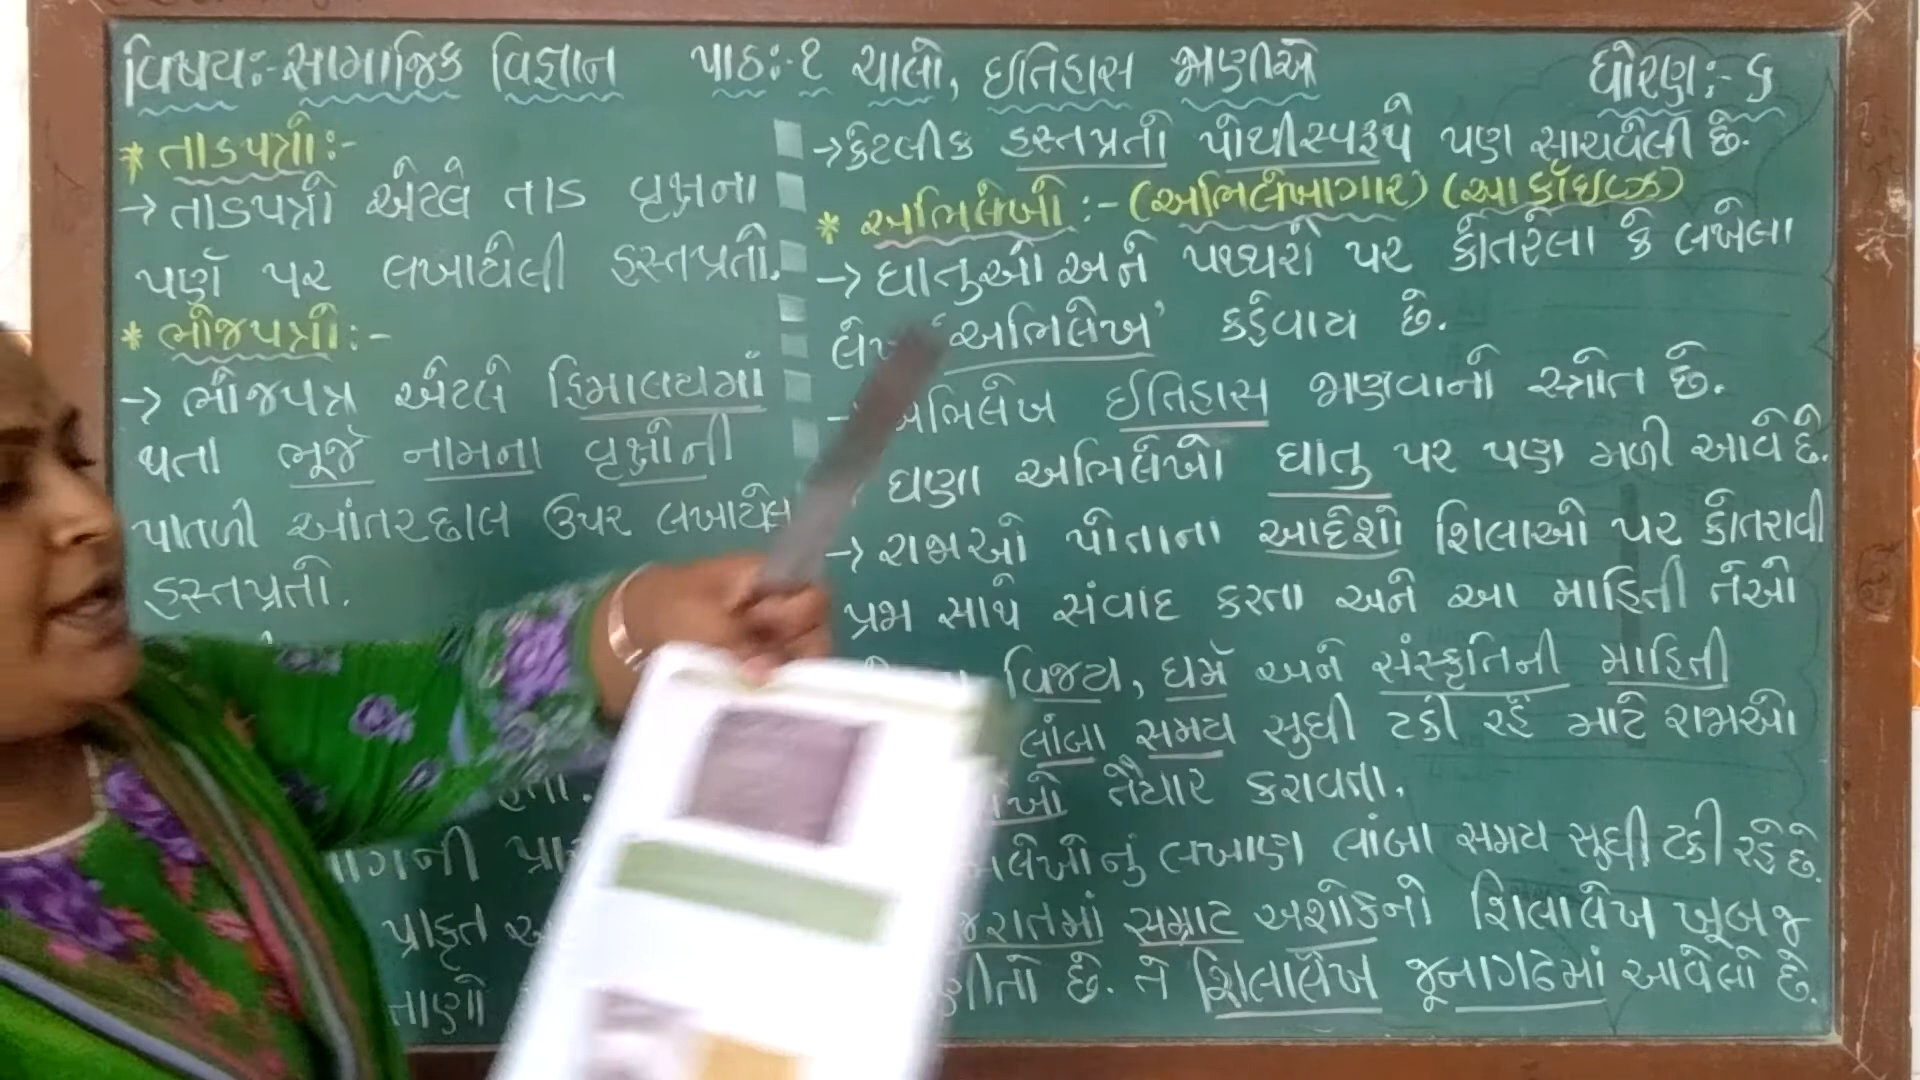 વિષય:-સામાજિક વિજ્ઞાન પાઠ:-૧ ચાલો, ઈતિહાસ ભણીએ ધોરણ:-૬
* તાડપત્રો:-
→ તાડપત્રો એટલે તાડ વૃક્ષના
પર્ણ પર લખાયેલી હસ્તપ્રતો.
* ભોજપત્રો:-
→ ભોજપત્ર એટલે હિમાલયમાં
થતા ભૂર્જ નામના વૃક્ષોની
પાતળી આંતરછાલ ઉપર લખાયેલ
હસ્તપ્રતો.
પ્રાકૃત
→ કેટલીક હસ્તપ્રતો પોથીસ્વરૂપે પણ સાચવેલી છે.
* અભિલેખો:- (અભિલેખાગાર) (આર્કાઇવ્ઝ)
→ ધાતુઓ અને પથ્થરો પર કોતરેલા કે લખેલા
'અભિલેખ' કહેવાય છે.
અભિલેખ ઈતિહાસ જાણવાનો સ્ત્રોત છે.
ઘણા અભિલેખો ધાતુ પર પણ મળી આવે છે.
→ રાજાઓ પોતાના આદેશો શિલાઓ પર કોતરાવી
પ્રજા સાથે સંવાદ કરતા અને આ માહિતી તેઓ
વિજય, ધર્મ અને સંસ્કૃતિની માહિતી
લાંબા સમય સુધી ટકી રહે માટે રાજાઓ
તૈયાર કરાવતા.
લખાણ લાંબા સમય સુધી ટકી રહે છે.
સમ્રાટ અશોકનો શિલાલેખ ખૂબ જ
છે. તે શિલાલેખ જૂનાગઢમાં આવેલો છે.